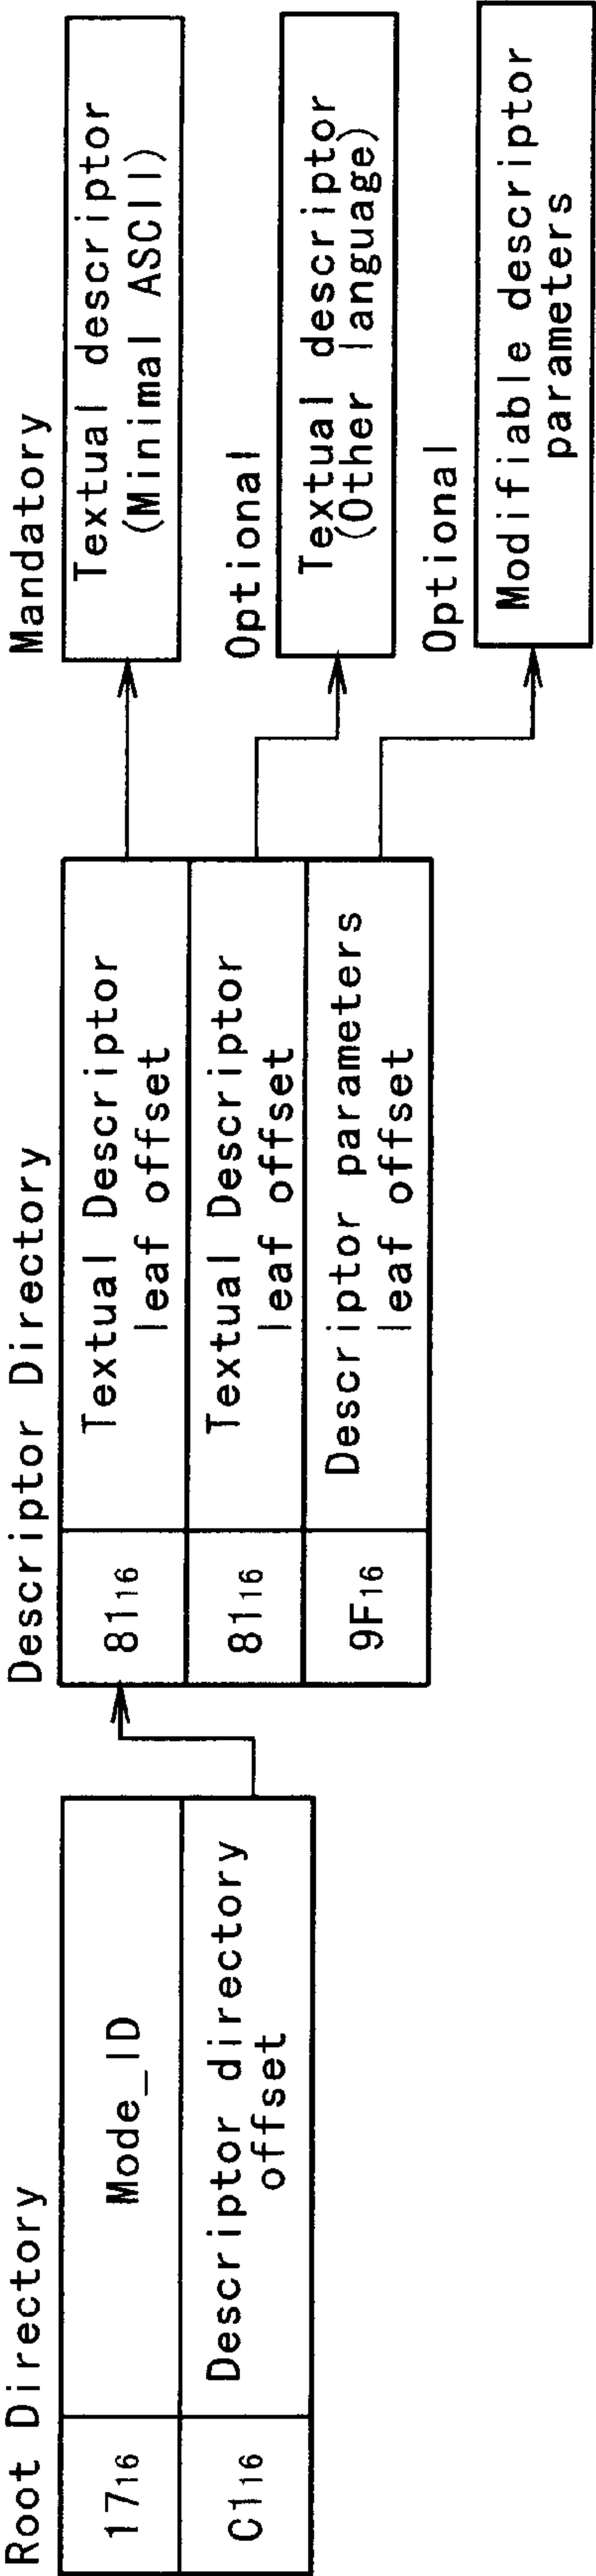 Root Directory
17₁₆ Mode_ID
C1₁₆ Descriptor directory
offset
Descriptor Directory
81₁₆ Textual Descriptor
leaf offset
81₁₆ Textual Descriptor
leaf offset
9F₁₆ Descriptor parameters
leaf offset
Mandatory
Textual descriptor
(Minimal ASCII)
Optional
Textual descriptor
(Other language)
Optional
Modifiable descriptor
parameters